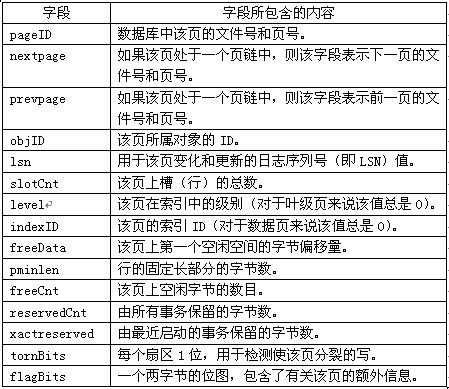 字段 字段所包含的内容
pageID 数据库中该页的文件号和页号。
nextpage 如果该页处于一个页链中，则该字段表示下一页的文
件号和页号。
prevpage 如果该页处于一个页链中，则该字段表示前一页的文
件号和页号。
objID 该页所属对象的 ID。
lsn 用于该页变化和更新的日志序列号（即 LSN）值。
slotCnt 该页上槽（行）的总数。
level 该页在索引中的级别（对于叶级页来说该值总是 0）。
indexID 该页的索引 ID（对于数据页来说该值总是 0）。
freeData 该页上第一个空闲空间的字节偏移量。
pminlen 行的固定长部分的字节数。
freeCnt 该页上空闲字节的数目。
reservedCnt 由所有事务保留的字节数。
xactreserved 由最近启动的事务保留的字节数。
tornBits 每个扇区 1 位，用于检测使该页分裂的写。
flagBits 一个两字节的位图，包含了有关该页的额外信息。